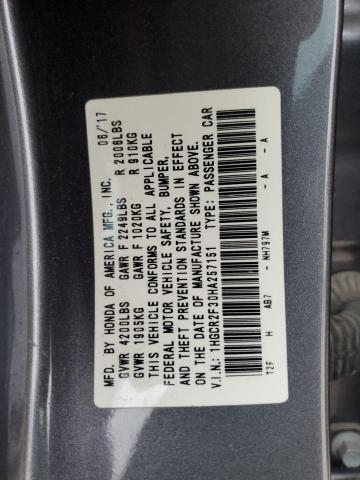 MFD. BY HONDA OF AMERICA MFG., INC. 06/'17
GVWR 4200LBS GAWR F 2249LBS R 2006LBS
GVWR 1905KG GAWR F 1020KG R 910KG
THIS VEHICLE CONFORMS TO ALL APPLICABLE
FEDERAL MOTOR VEHICLE SAFETY, BUMPER,
AND THEFT PREVENTION STANDARDS IN EFFECT
ON THE DATE OF MANUFACTURE SHOWN ABOVE.
V.I.N.: 1HGCR2F30HA257151 TYPE: PASSENGER CAR
T2F H AB7 - NH797M - A - A